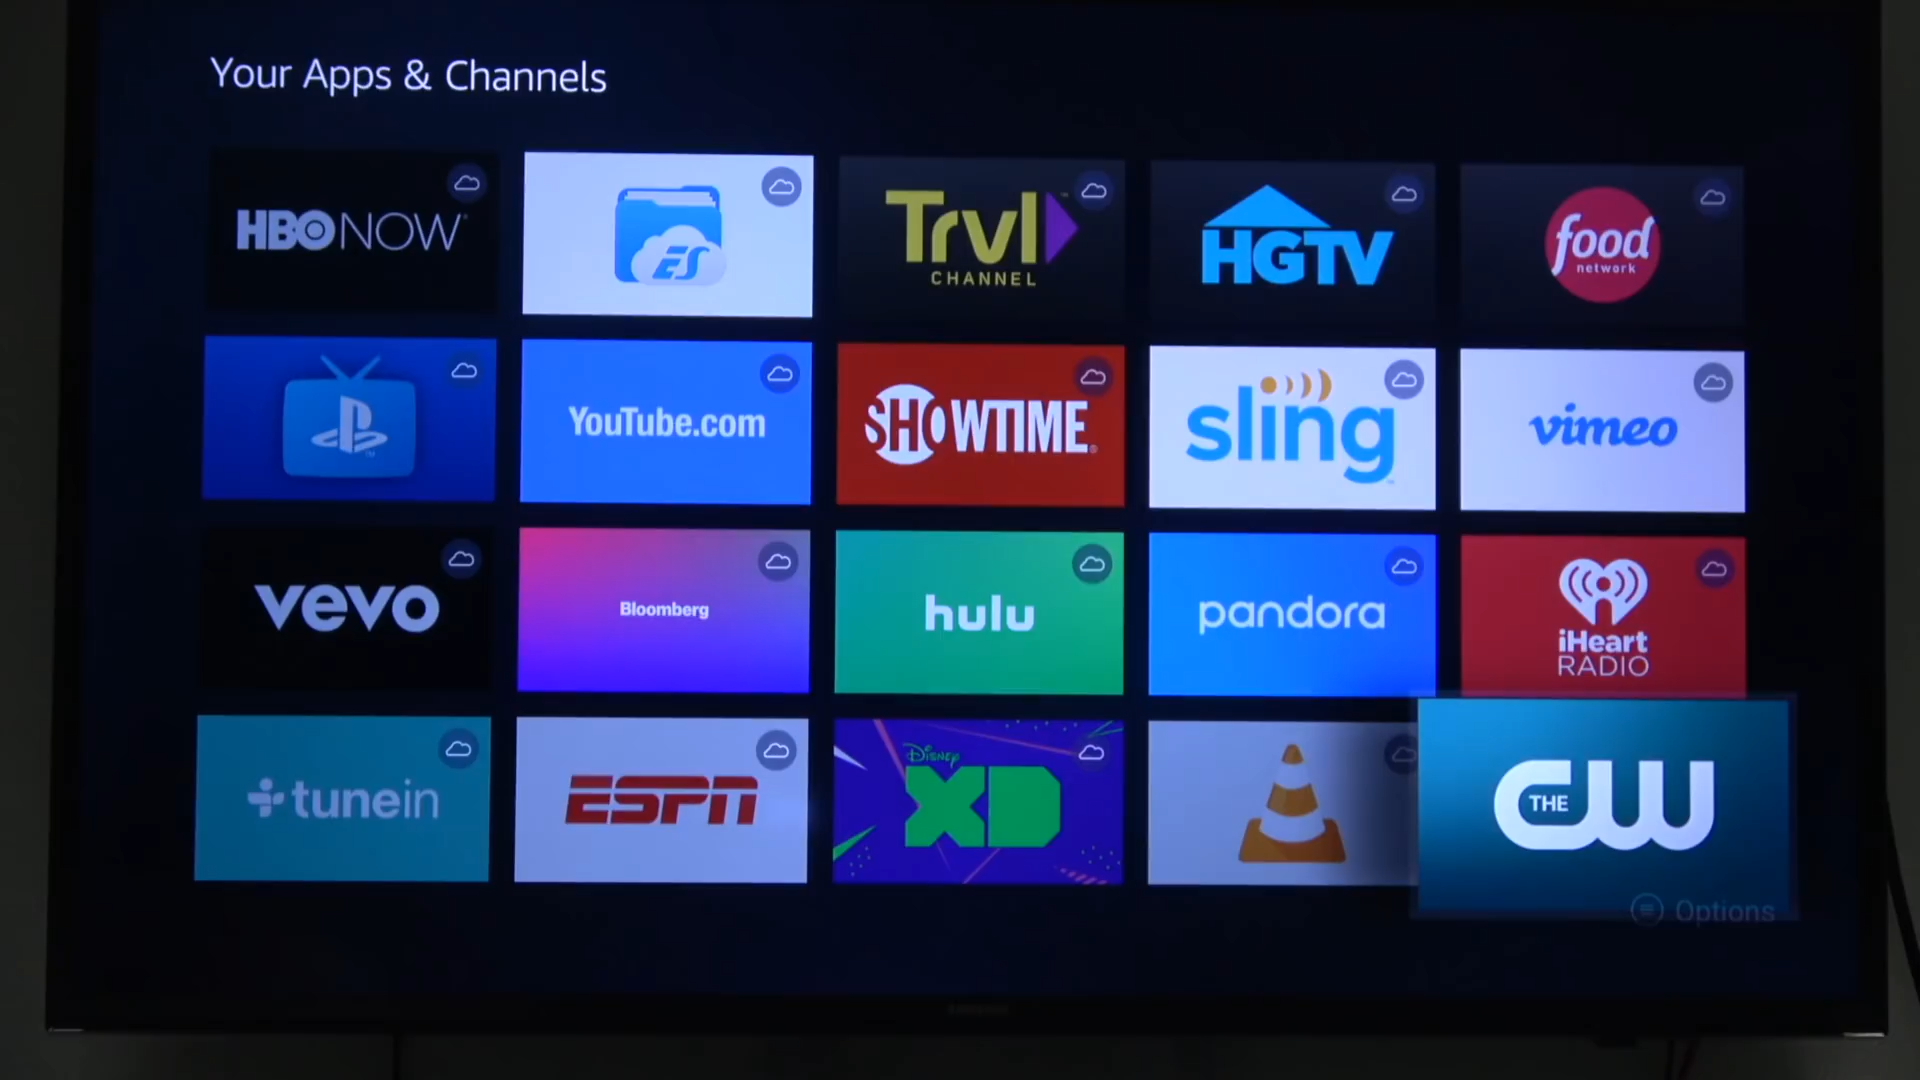 Your Apps & Channels
HBO NOW
ES
Trvl
CHANNEL
HGTV
food
network
YouTube.com
SHOWTIME
sling
vimeo
vevo
Bloomberg
hulu
pandora
iHeart
RADIO
tunein
ESPN
Disney
XD
THE CW
Options